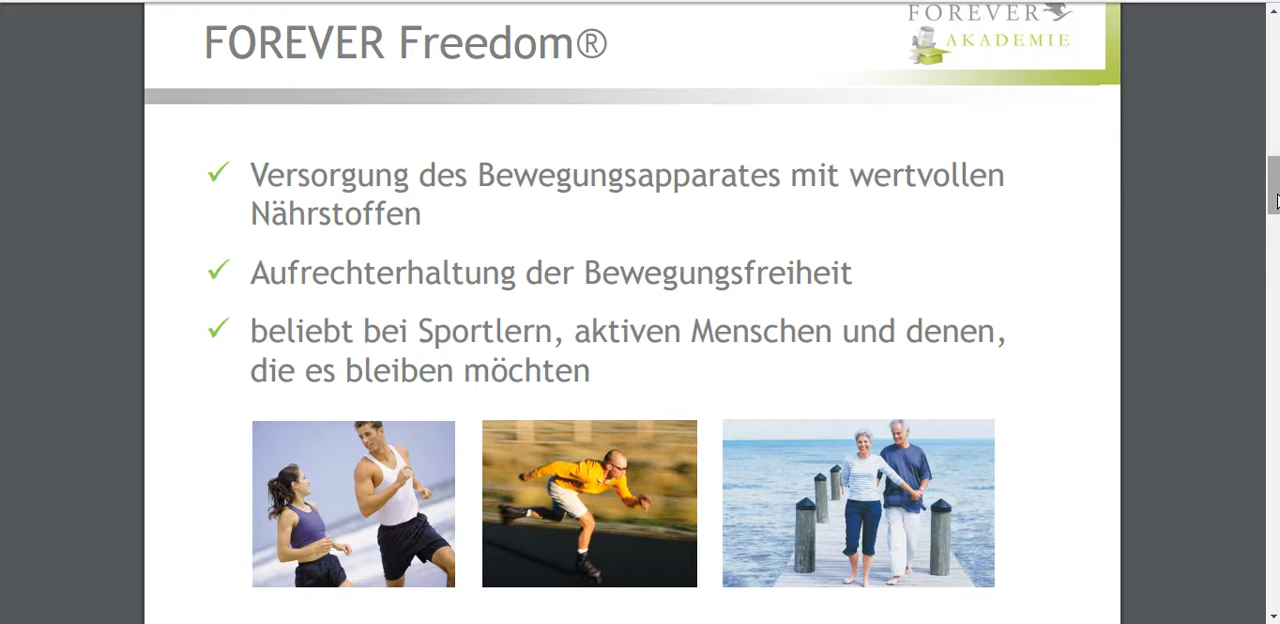 FOREVER Freedom®
FOREVER
AKADEMIE
Versorgung des Bewegungsapparates mit wertvollen
Nährstoffen
Aufrechterhaltung der Bewegungsfreiheit
beliebt bei Sportlern, aktiven Menschen und denen,
die es bleiben möchten